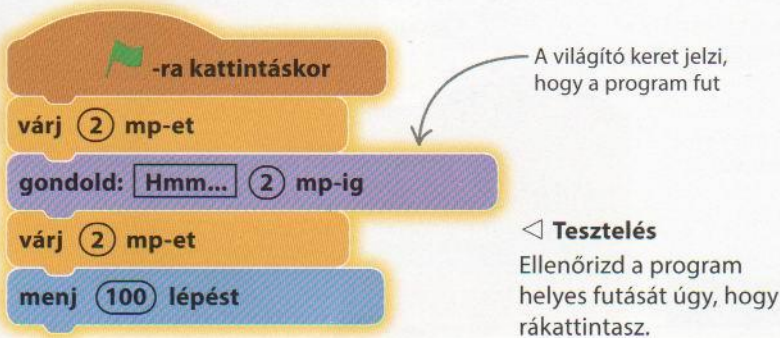 -ra kattintáskor
várj 2 mp-et
gondold: Hmm... 2 mp-ig
várj 2 mp-et
menj 100 lépést
A világító keret jelzi,
hogy a program fut
◁ Tesztelés
Ellenőrizd a program
helyes futását úgy, hogy
rákattintasz.